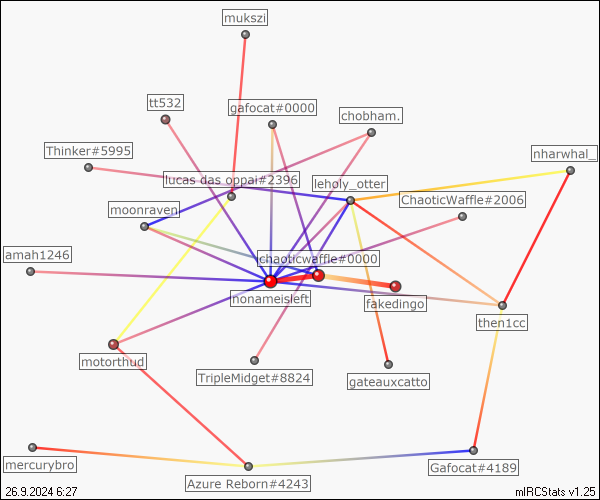 mukszi
tt532
gafocat#0000
chobham.
Thinker#5995
nharwhal_
lucas das oppai#2396
leholy_otter
ChaoticWaffle#2006
moonraven
amah1246
chaoticwaffle#0000
nonameisleft
fakedingo
then1cc
motorthud
TripleMidget#8824
gateauxcatto
mercurybro
Gafocat#4189
Azure Reborn#4243
26.9.2024 6:27
mIRCStats v1.25